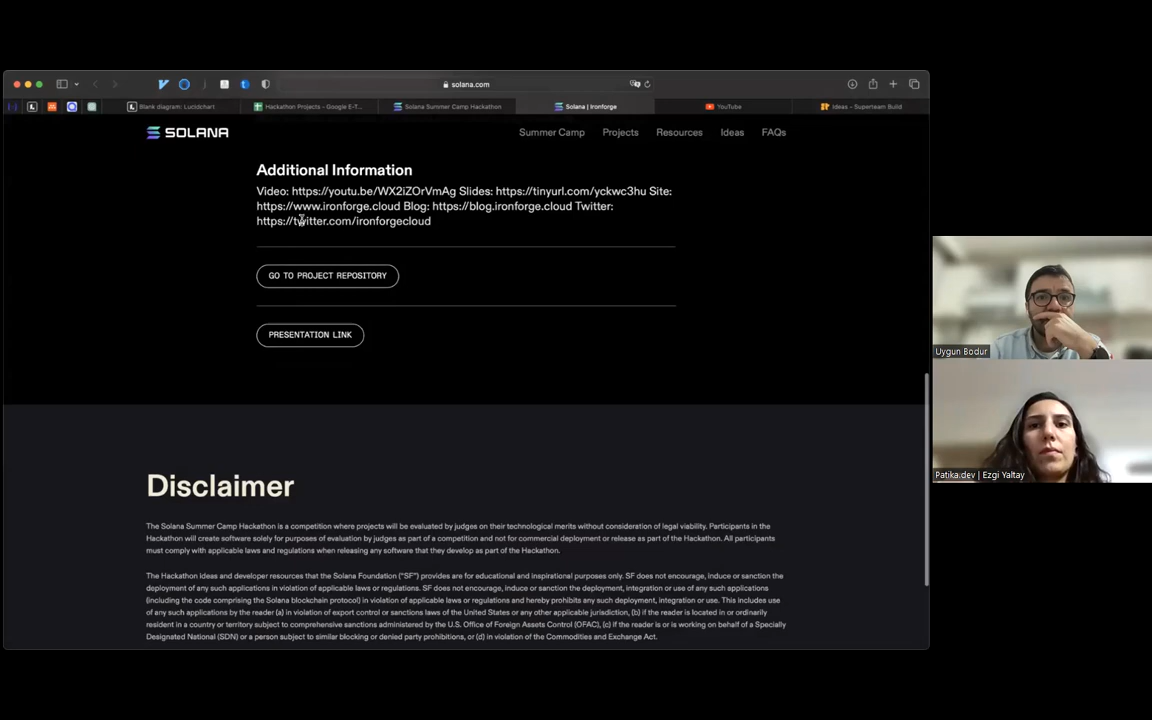 solana.com
Blank diagram: Lucidchart
Hackathon Projects - Google E-T...
Solana Summer Camp Hackathon
Solana | Ironforge
YouTube
Ideas – Superteam Build
SOLANA
Summer Camp
Projects
Resources
Ideas
FAQs
Additional Information
Video: https://youtu.be/WX2iZOrVmAg Slides: https://tinyurl.com/yckwc3hu Site:
https://www.ironforge.cloud Blog: https://blog.ironforge.cloud Twitter:
https://twitter.com/ironforgecloud
GO TO PROJECT REPOSITORY
PRESENTATION LINK
Uygun Bodur
Patika.dev | Ezgi Yaltay
Disclaimer
The Solana Summer Camp Hackathon is a competition where projects will be evaluated by judges on their technological merits without consideration of legal viability. Participants in the
Hackathon will create software solely for purposes of evaluation by judges as part of a competition and not for commercial deployment or release as part of the Hackathon. All participants
must comply with applicable laws and regulations when releasing any software that they develop as part of the Hackathon.
The Hackathon Ideas and developer resources that the Solana Foundation ("SF") provides are for educational and inspirational purposes only. SF does not encourage, induce or sanction the
deployment of any such applications in violation of applicable laws or regulations. SF does not encourage, induce or sanction the deployment, integration or use of any such applications
(including the code comprising the Solana blockchain protocol) in violation of applicable laws or regulations and hereby prohibits any such deployment, integration or use. This includes use
of any such applications by the reader (a) in violation of export control or sanctions laws of the United States or any other applicable jurisdiction, (b) if the reader is located in or ordinarily
resident in a country or territory subject to comprehensive sanctions administered by the U.S. Office of Foreign Assets Control (OFAC), (c) if the reader is or is working on behalf of a Specially
Designated National (SDN) or a person subject to similar blocking or denied party prohibitions, or (d) in violation of the Commodities and Exchange Act.